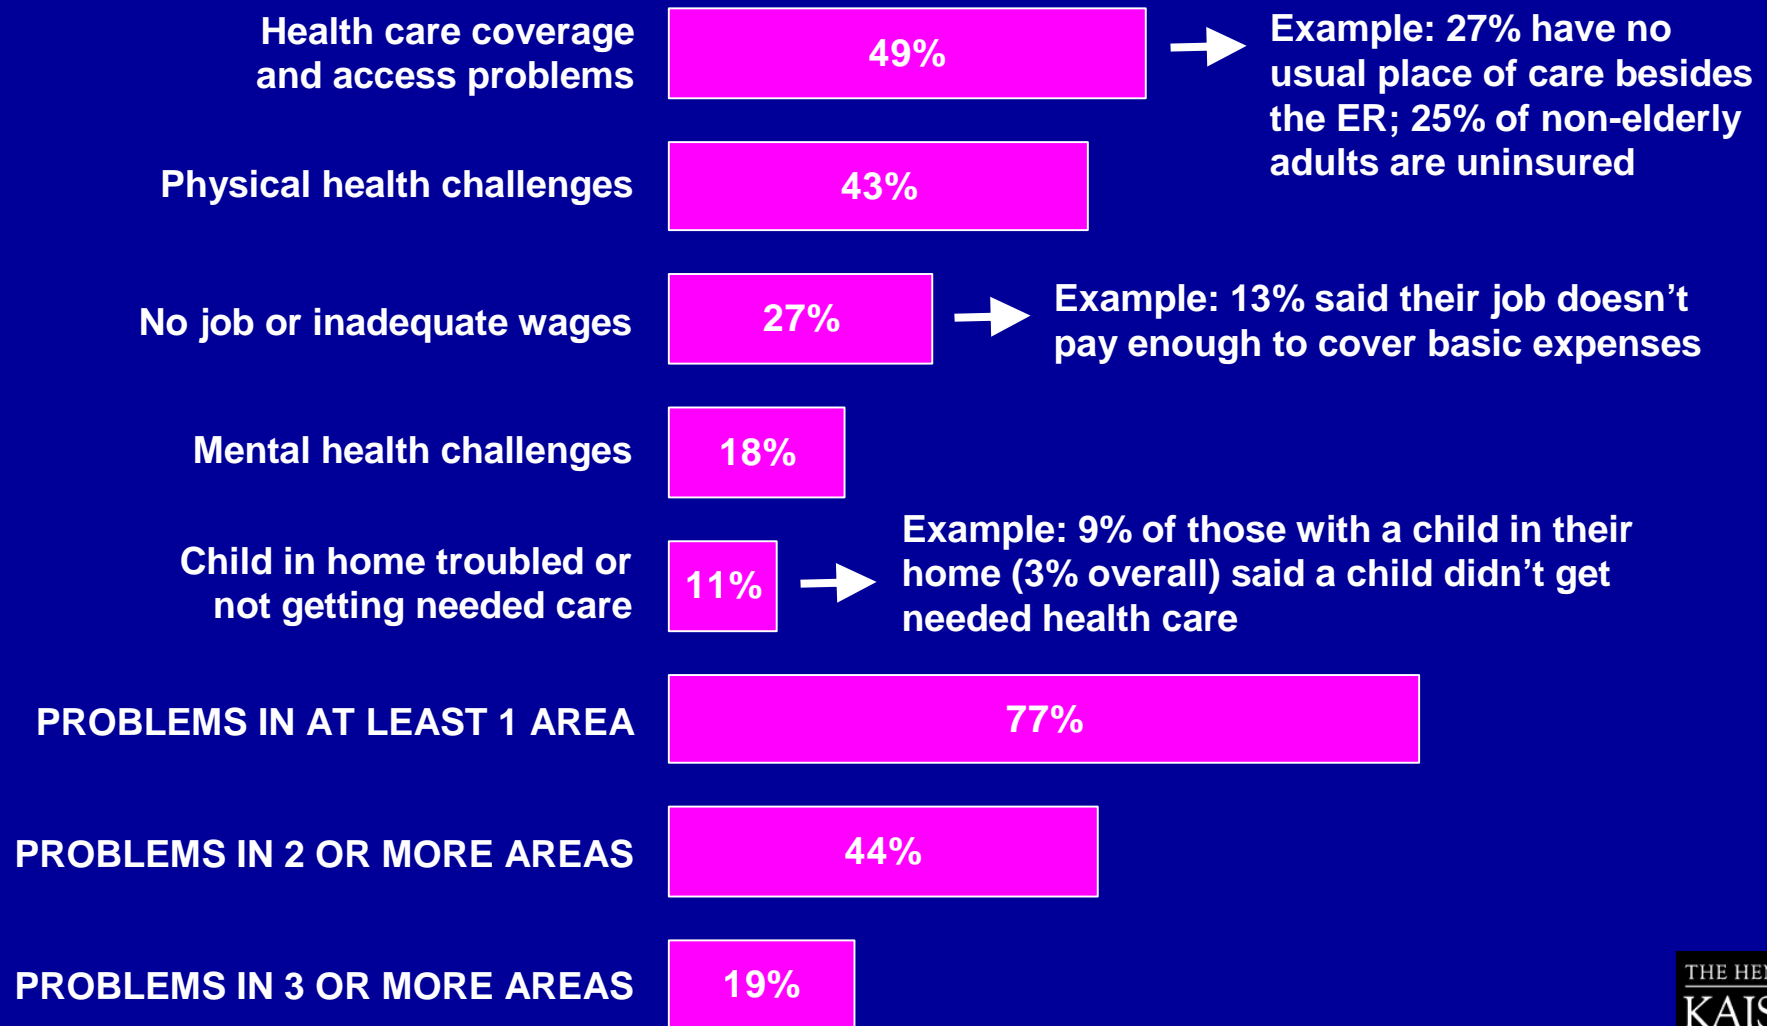 Health care coverage
and access problems
49%
Example: 27% have no
usual place of care besides
the ER; 25% of non-elderly
adults are uninsured
Physical health challenges
43%
No job or inadequate wages
27%
Example: 13% said their job doesn’t
pay enough to cover basic expenses
Mental health challenges
18%
Child in home troubled or
not getting needed care
11%
Example: 9% of those with a child in their
home (3% overall) said a child didn’t get
needed health care
PROBLEMS IN AT LEAST 1 AREA
77%
PROBLEMS IN 2 OR MORE AREAS
44%
PROBLEMS IN 3 OR MORE AREAS
19%
THE